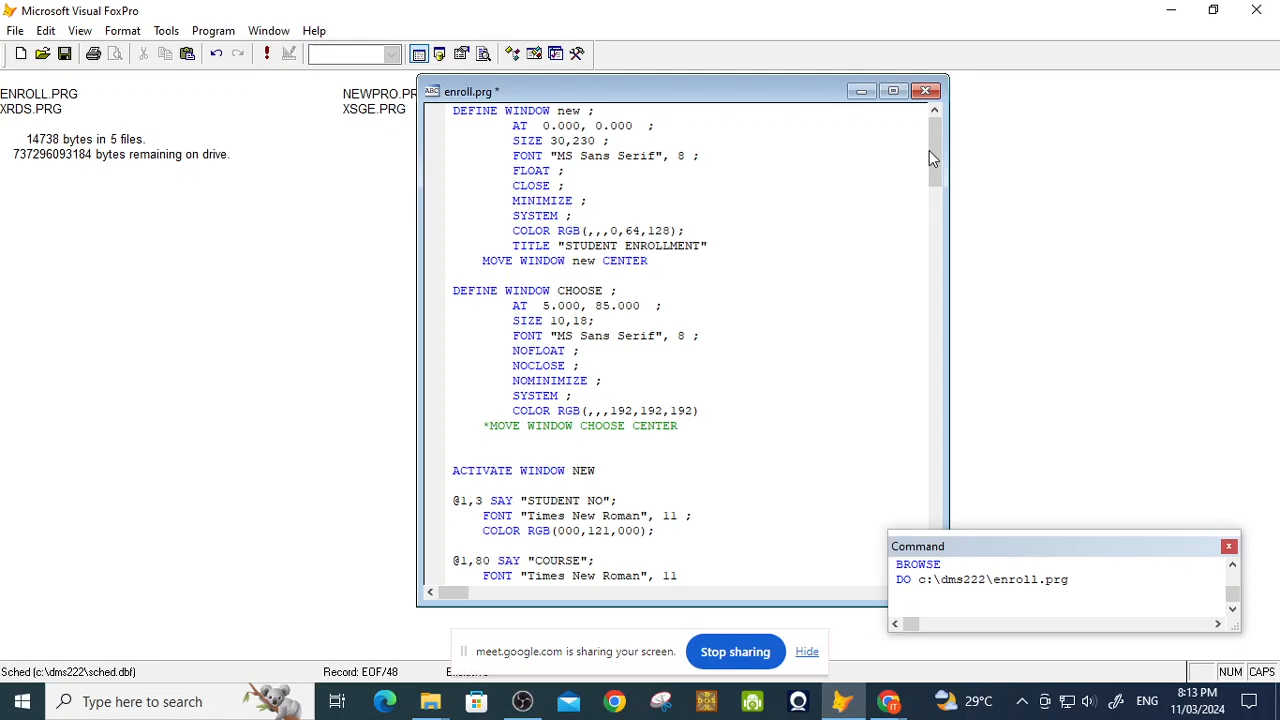 Microsoft Visual FoxPro
File Edit View Format Tools Program Window Help
ENROLL.PRG NEWPRO.PR
XRDS.PRG XSGE.PRG
14738 bytes in 5 files.
737296093184 bytes remaining on drive.
enroll.prg *
DEFINE WINDOW new ;
AT 0.000, 0.000 ;
SIZE 30,230 ;
FONT "MS Sans Serif", 8 ;
FLOAT ;
CLOSE ;
MINIMIZE ;
SYSTEM ;
COLOR RGB(,,,0,64,128);
TITLE "STUDENT ENROLLMENT"
MOVE WINDOW new CENTER
DEFINE WINDOW CHOOSE ;
AT 5.000, 85.000 ;
SIZE 10,18;
FONT "MS Sans Serif", 8 ;
NOFLOAT ;
NOCLOSE ;
NOMINIMIZE ;
SYSTEM ;
COLOR RGB(,,,192,192,192)
*MOVE WINDOW CHOOSE CENTER
ACTIVATE WINDOW NEW
@1,3 SAY "STUDENT NO";
FONT "Times New Roman", 11 ;
COLOR RGB(000,121,000);
@1,80 SAY "COURSE";
FONT "Times New Roman", 11
Command
BROWSE
DO c:\dms222\enroll.prg
meet.google.com is sharing your screen.
Stop sharing
Hide
Sched (c:\dms222\sched.dbf) Record: EOF/48 NUM CAPS
Type here to search
29°C
ENG
8:13 PM
11/03/2024